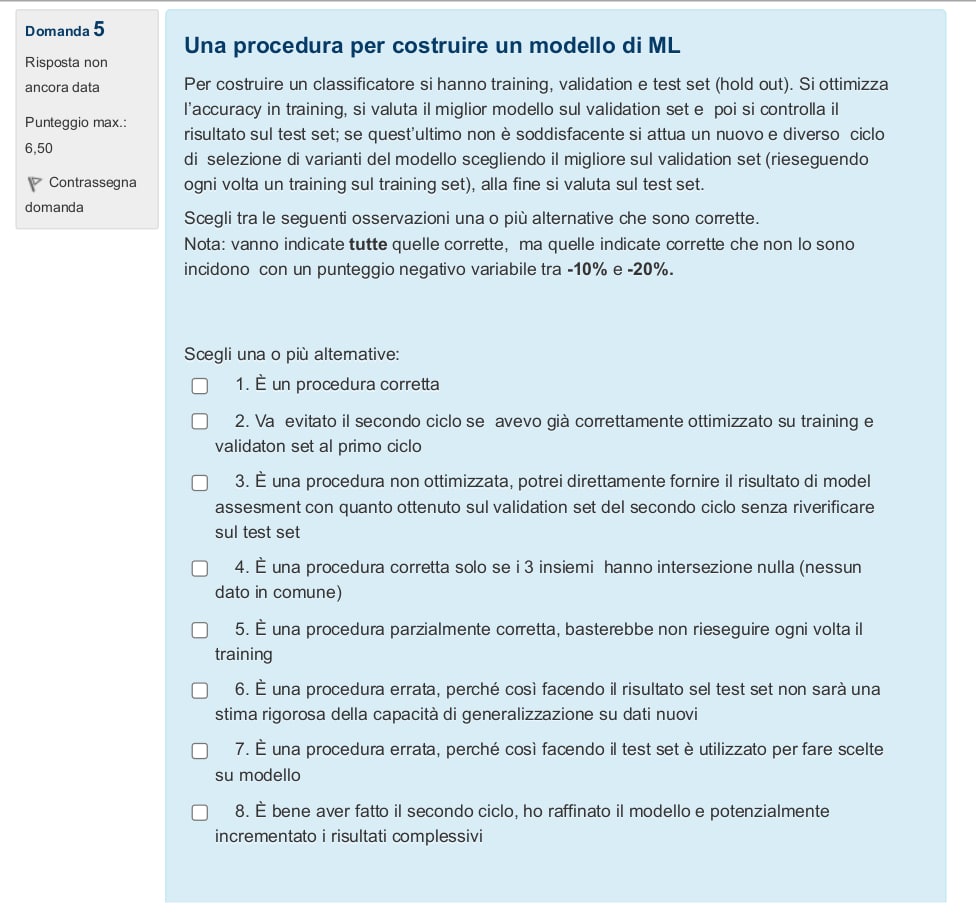 Domanda 5
Risposta non
ancora data
Punteggio max.:
6,50
Contrassegna
domanda
Una procedura per costruire un modello di ML
Per costruire un classificatore si hanno training, validation e test set (hold out). Si ottimizza
l'accuracy in training, si valuta il miglior modello sul validation set e poi si controlla il
risultato sul test set; se quest'ultimo non è soddisfacente si attua un nuovo e diverso ciclo
di selezione di varianti del modello scegliendo il migliore sul validation set (rieseguendo
ogni volta un training sul training set), alla fine si valuta sul test set.
Scegli tra le seguenti osservazioni una o più alternative che sono corrette.
Nota: vanno indicate tutte quelle corrette, ma quelle indicate corrette che non lo sono
incidono con un punteggio negativo variabile tra -10% e -20%.
Scegli una o più alternative:
1. È un procedura corretta
2. Va evitato il secondo ciclo se avevo già correttamente ottimizzato su training e
validaton set al primo ciclo
3. È una procedura non ottimizzata, potrei direttamente fornire il risultato di model
assesment con quanto ottenuto sul validation set del secondo ciclo senza riverificare
sul test set
4. È una procedura corretta solo se i 3 insiemi hanno intersezione nulla (nessun
dato in comune)
5. È una procedura parzialmente corretta, basterebbe non rieseguire ogni volta il
training
6. È una procedura errata, perché così facendo il risultato sel test set non sarà una
stima rigorosa della capacità di generalizzazione su dati nuovi
7. È una procedura errata, perché così facendo il test set è utilizzato per fare scelte
su modello
8. È bene aver fatto il secondo ciclo, ho raffinato il modello e potenzialmente
incrementato i risultati complessivi